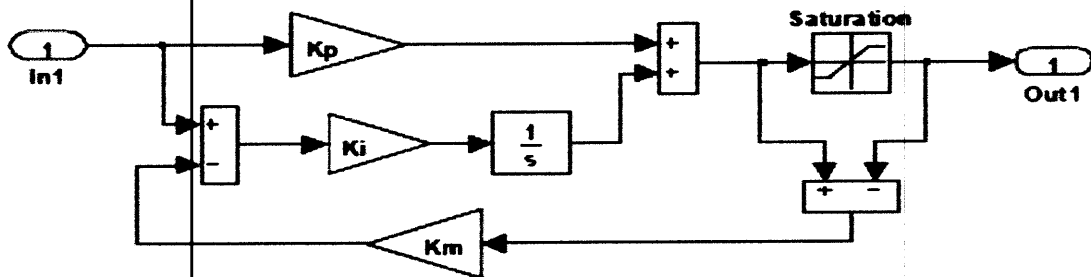 Saturation
1
In1
Kp
+
+
1
Out1
+
-
Ki
1
s
+ -
Km